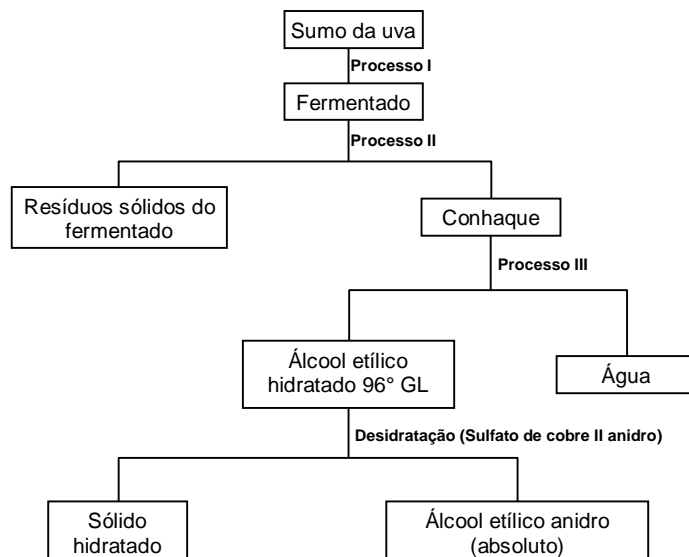 Sumo da uva
Processo I
Fermentado
Processo II
Resíduos sólidos do
fermentado
Conhaque
Processo III
Álcool etílico
hidratado 96° GL
Água
Desidratação (Sulfato de cobre II anidro)
Sólido
hidratado
Álcool etílico anidro
(absoluto)